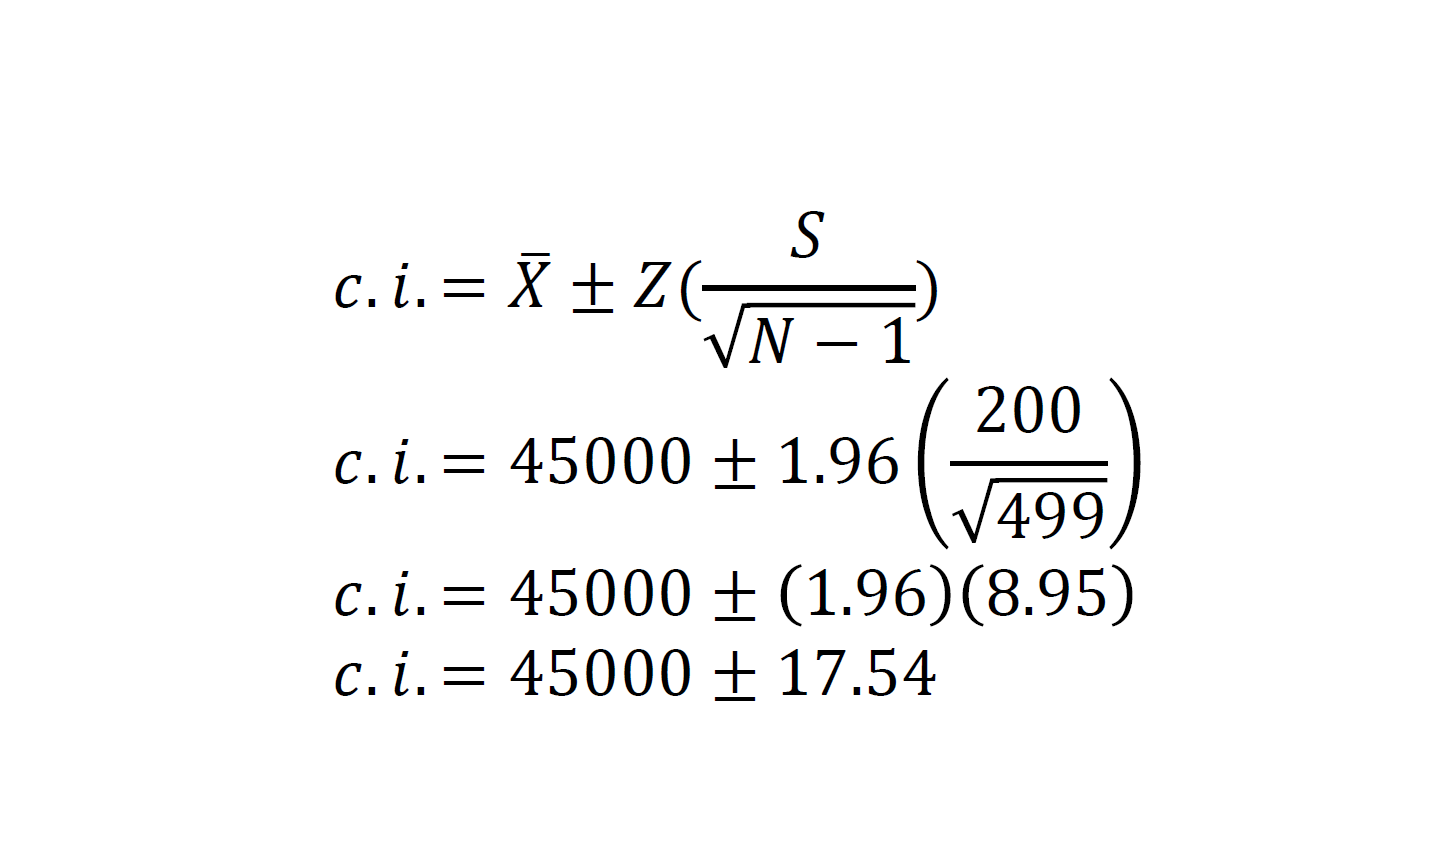 c.i. = X̄ ± Z(S/√(N − 1))
c.i. = 45000 ± 1.96(200/√499)
c.i. = 45000 ± (1.96)(8.95)
c.i. = 45000 ± 17.54